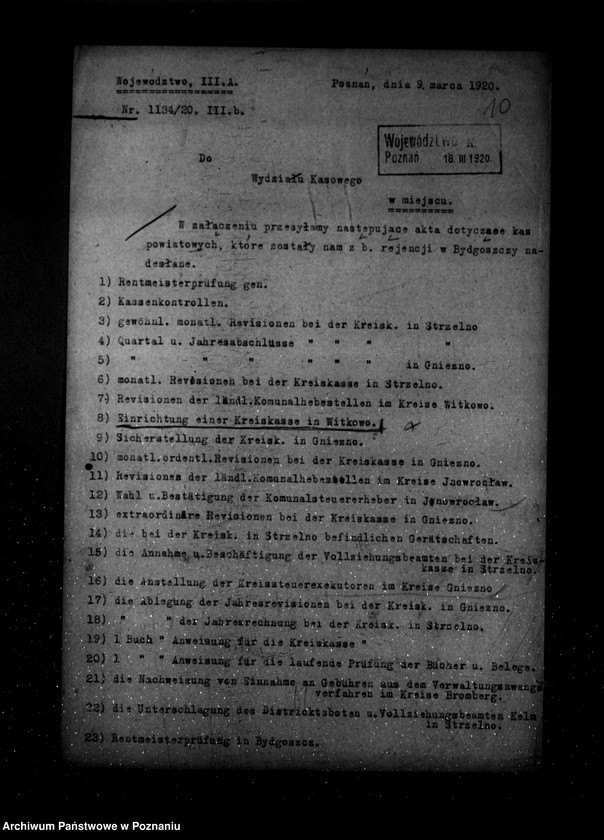 Województwo, III.A.
Poznań, dnia 9. marca 1920.
Nr. 1134/20. III.b.
10
Województwo K.
Poznań 18. III 1920.
Do
Wydziału Kasowego
w miejscu.
W załączeniu przesyłamy następujące akta dotyczące kas
powiatowych, które zostały nam z b. rejencji w Bydgoszczy na-
desłane.
1) Rentmeisterprüfung gen.
2) Kassenkontrollen.
3) gewöhnl. monatl. Revisionen bei der Kreisk. in Strzelno
4) Quartal u. Jahresabschlüsse " " " "
5) " " " " " in Gniezno.
6) monatl. Revisionen bei der Kreiskasse in Strzelno.
7) Revisionen der ländl.Komunalhebestellen im Kreise Witkowo.
8) Einrichtung einer Kreiskasse in Witkowo.
9) Sicherstellung der Kreisk. in Gniezno.
10) monatl.ordentl.Revisionen bei der Kreiskasse in Gniezno.
11) Revisionen der ländl.Komunalhebestellen im Kreise Jnowrocław.
12) Wahl u.Bestätigung der Komunalsteuererheber in Jnowrocław.
13) extraordinäre Revisionen bei der Kreiskasse in Gniezno.
14) die bei der Kreisk. in Strzelno befindlichen Gerätschaften.
15) die Annahme u.Beschäftigung der Vollziehungsbeamten bei der Kreis-
kasse in Strzelno.
16) die Anstellung der Kreissteuerexekutoren im Kreise Gniezno
17) die Ablegung der Jahresrevisionen bei der Kreisk. in Gniezno.
18) " " der Jahresrechnung bei der Kreisk. in Strzelno.
19) 1 Buch " Anweisung für die Kreiskasse "
20) 1 " " Anweisung für die laufende Prüfung der Bücher u. Belege.
21) die Nachweisung von Einnahme an Gebühren aus dem Verwaltungszwangs
verfahren im Kreise Bromberg.
22) die Unterschlagung des Districktsboten u.Vollziehungsbeamten Kelm
in Strzelno.
23) Rentmeisterprüfung in Bydgoszcz.
Archiwum Państwowe w Poznaniu